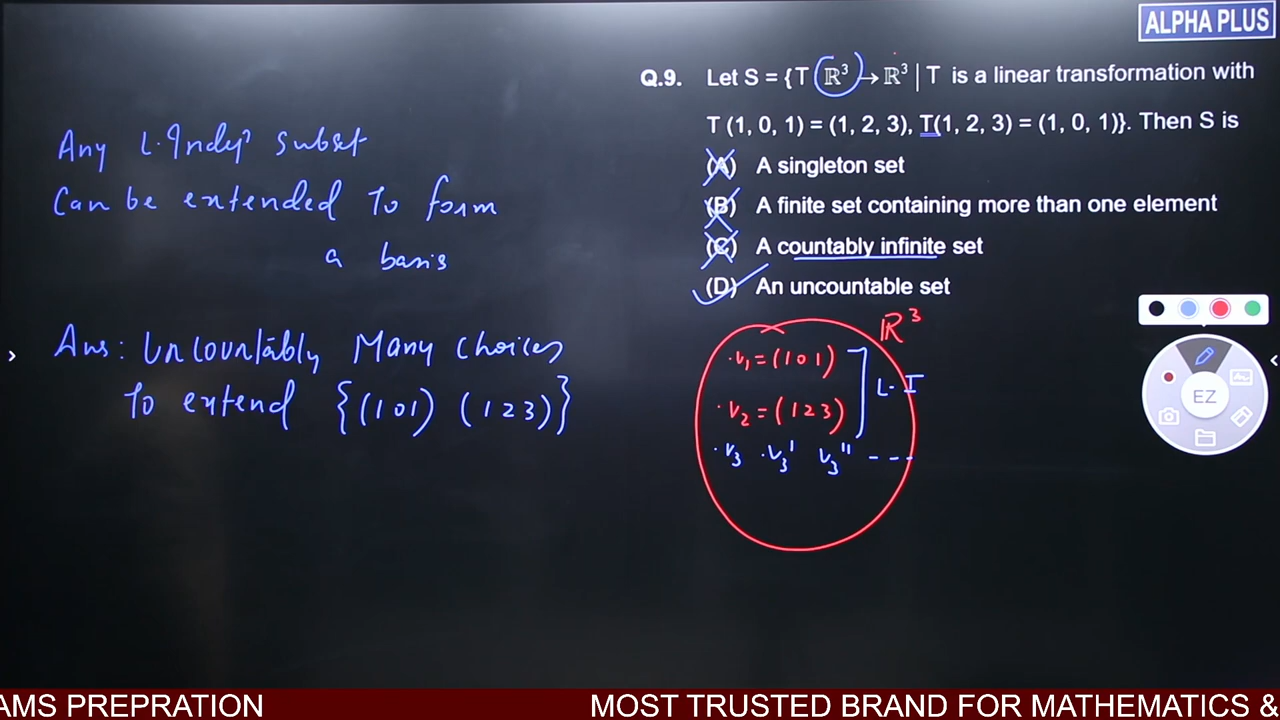 ALPHA PLUS
Q.9. Let S = {T ℝ³ → ℝ³ | T is a linear transformation with
T (1, 0, 1) = (1, 2, 3), T(1, 2, 3) = (1, 0, 1)}. Then S is
(A) A singleton set
(B) A finite set containing more than one element
(C) A countably infinite set
(D) An uncountable set
Any L.Indep subset
Can be extended To form
a basis
Ans: Uncountably Many Choices
To extend {(1 0 1) (1 2 3)}
ℝ³
v₁ = (1 0 1)
v₂ = (1 2 3)
L.I
v₃ v₃' v₃'' ---
EZ
AMS PREPRATION MOST TRUSTED BRAND FOR MATHEMATICS &